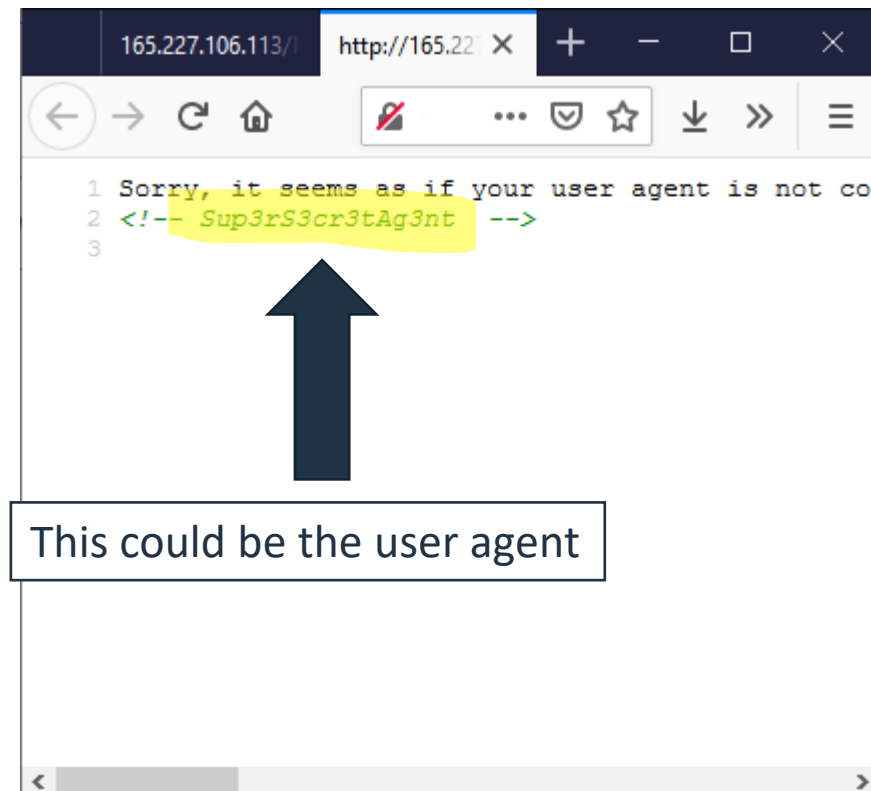 165.227.106.113/ http://165.227
1 Sorry, it seems as if your user agent is not co
2 <!-- Sup3rS3cr3tAg3nt -->
3
This could be the user agent